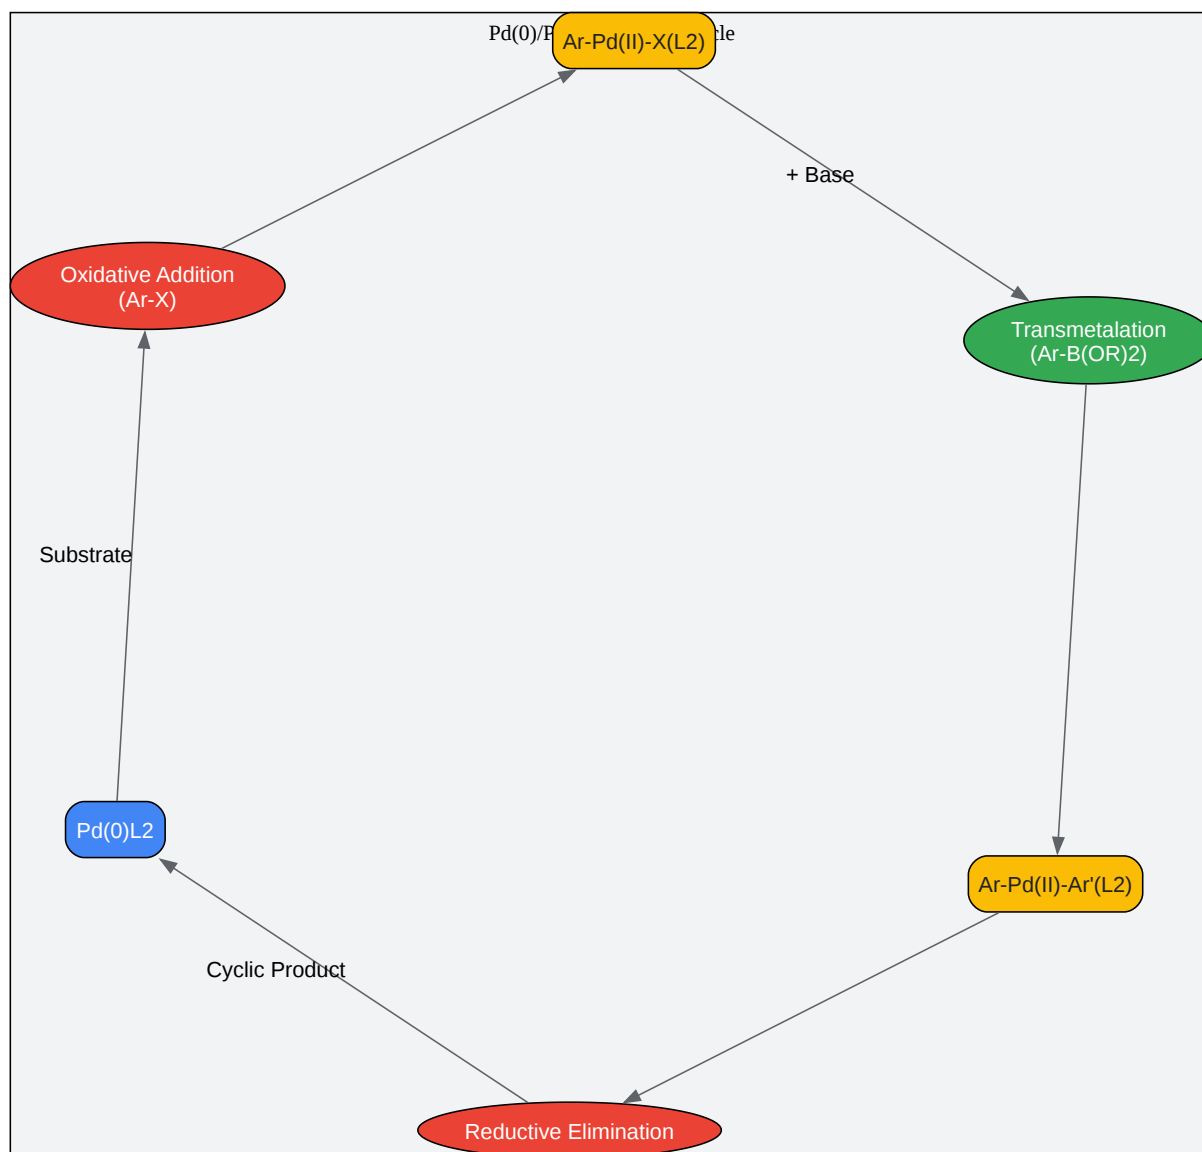 Pd(0)/P
cle
Ar-Pd(II)-X(L2)
+ Base
Oxidative Addition
(Ar-X)
Transmetalation
(Ar-B(OR)2)
Substrate
Pd(0)L2
Ar-Pd(II)-Ar'(L2)
Cyclic Product
Reductive Elimination